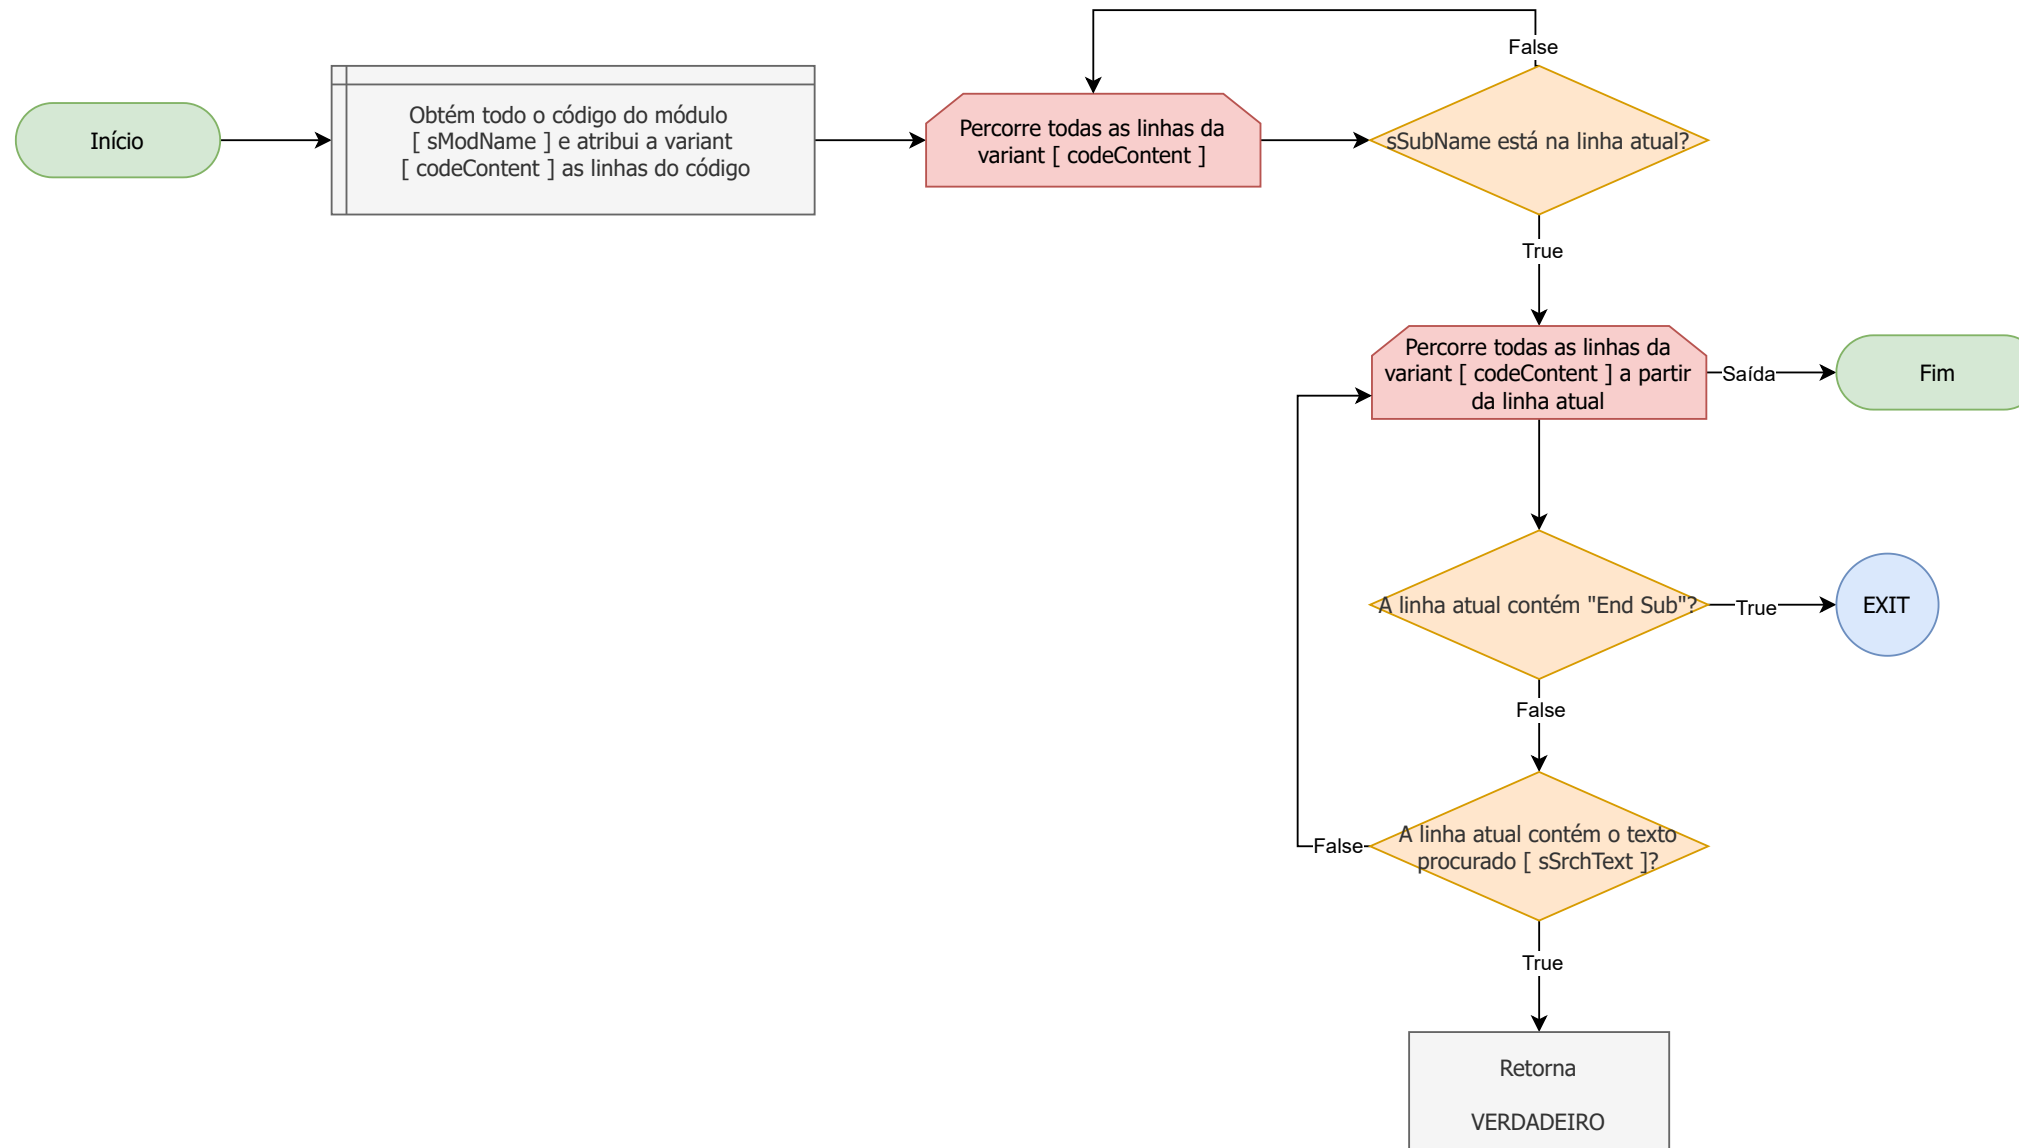 False
Início
Obtém todo o código do módulo
[ sModName ] e atribui a variant
[ codeContent ] as linhas do código
Percorre todas as linhas da
variant [ codeContent ]
sSubName está na linha atual?
True
Percorre todas as linhas da
variant [ codeContent ] a partir
da linha atual
Saída
Fim
A linha atual contém "End Sub"?
True
EXIT
False
A linha atual contém o texto
procurado [ sSrchText ]?
False
True
Retorna
VERDADEIRO